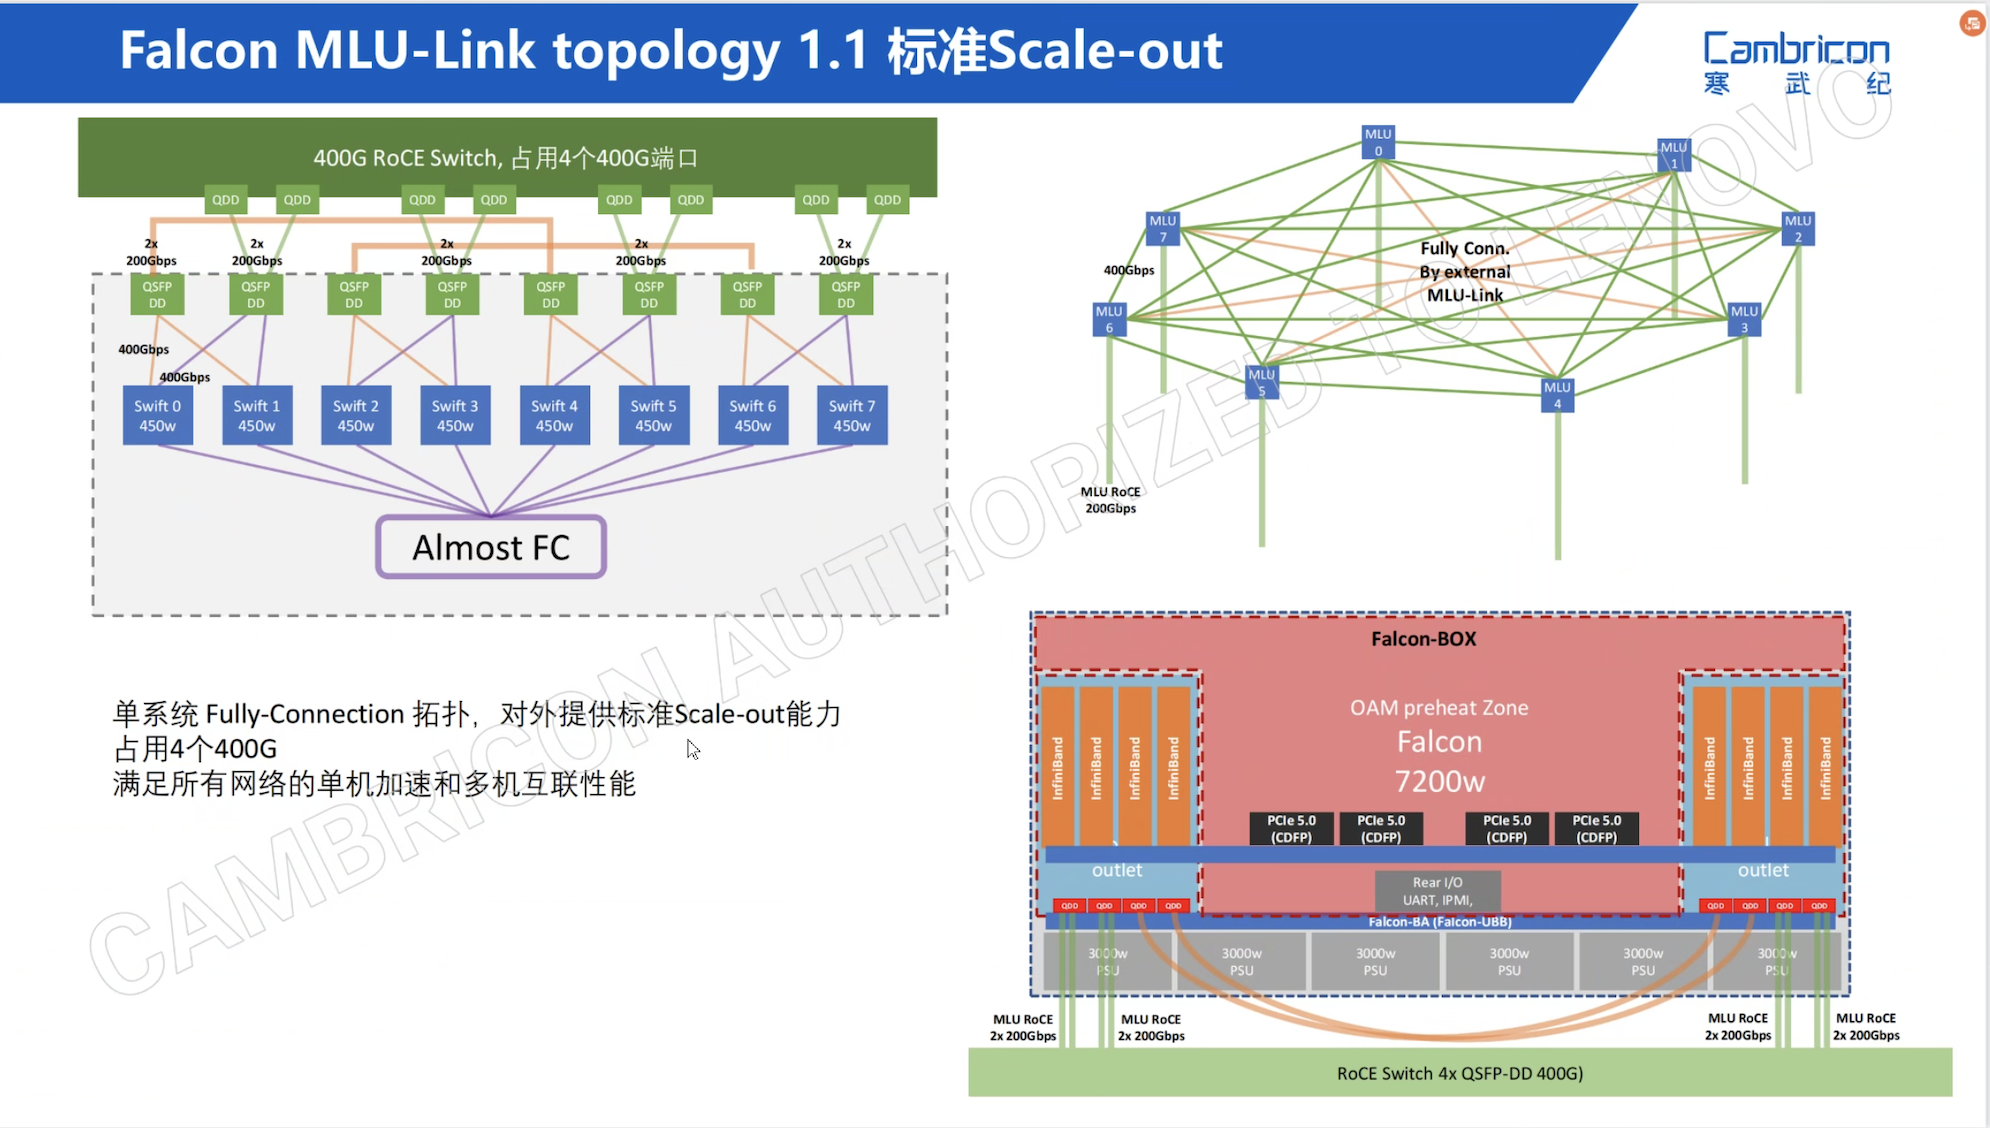 Falcon MLU-Link topology 1.1 标准Scale-out
Cambricon
寒 武 纪
400G RoCE Switch, 占用4个400G端口
QDD QDD QDD QDD QDD QDD QDD QDD
2x 2x 2x 2x 2x
200Gbps 200Gbps 200Gbps 200Gbps 200Gbps
QSFP QSFP QSFP QSFP QSFP QSFP QSFP QSFP
DD DD DD DD DD DD DD DD
400Gbps
400Gbps
Swift 0 Swift 1 Swift 2 Swift 3 Swift 4 Swift 5 Swift 6 Swift 7
450w 450w 450w 450w 450w 450w 450w 450w
Almost FC
单系统 Fully-Connection 拓扑，对外提供标准Scale-out能力
占用4个400G
满足所有网络的单机加速和多机互联性能
MLU
0
MLU
1
MLU
7
MLU
2
Fully Conn.
By external
MLU-Link
400Gbps
MLU
6
MLU
3
MLU
5
MLU
4
MLU RoCE
200Gbps
Falcon-BOX
OAM preheat Zone
Falcon
7200w
InfiniBand InfiniBand InfiniBand InfiniBand
InfiniBand InfiniBand InfiniBand InfiniBand
PCIe 5.0 PCIe 5.0 PCIe 5.0 PCIe 5.0
(CDFP) (CDFP) (CDFP) (CDFP)
outlet outlet
Rear I/O
UART, IPMI,
QDD QDD QDD QDD QDD QDD QDD QDD
Falcon-BA (Falcon-UBB)
3000w 3000w 3000w 3000w 3000w 3000w
PSU PSU PSU PSU PSU PSU
MLU RoCE MLU RoCE MLU RoCE MLU RoCE
2x 200Gbps 2x 200Gbps 2x 200Gbps 2x 200Gbps
RoCE Switch 4x QSFP-DD 400G)
CAMBRICON AUTHORIZED TO LENOVO